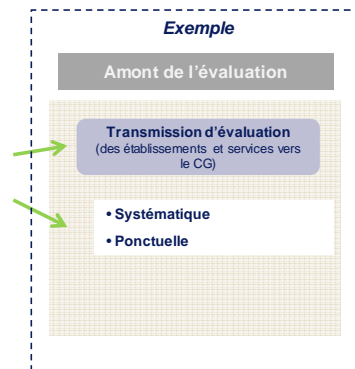 Exemple
Amont de l'évaluation
Transmission d'évaluation
(des établissements et services vers
le CG)
• Systématique
• Ponctuelle